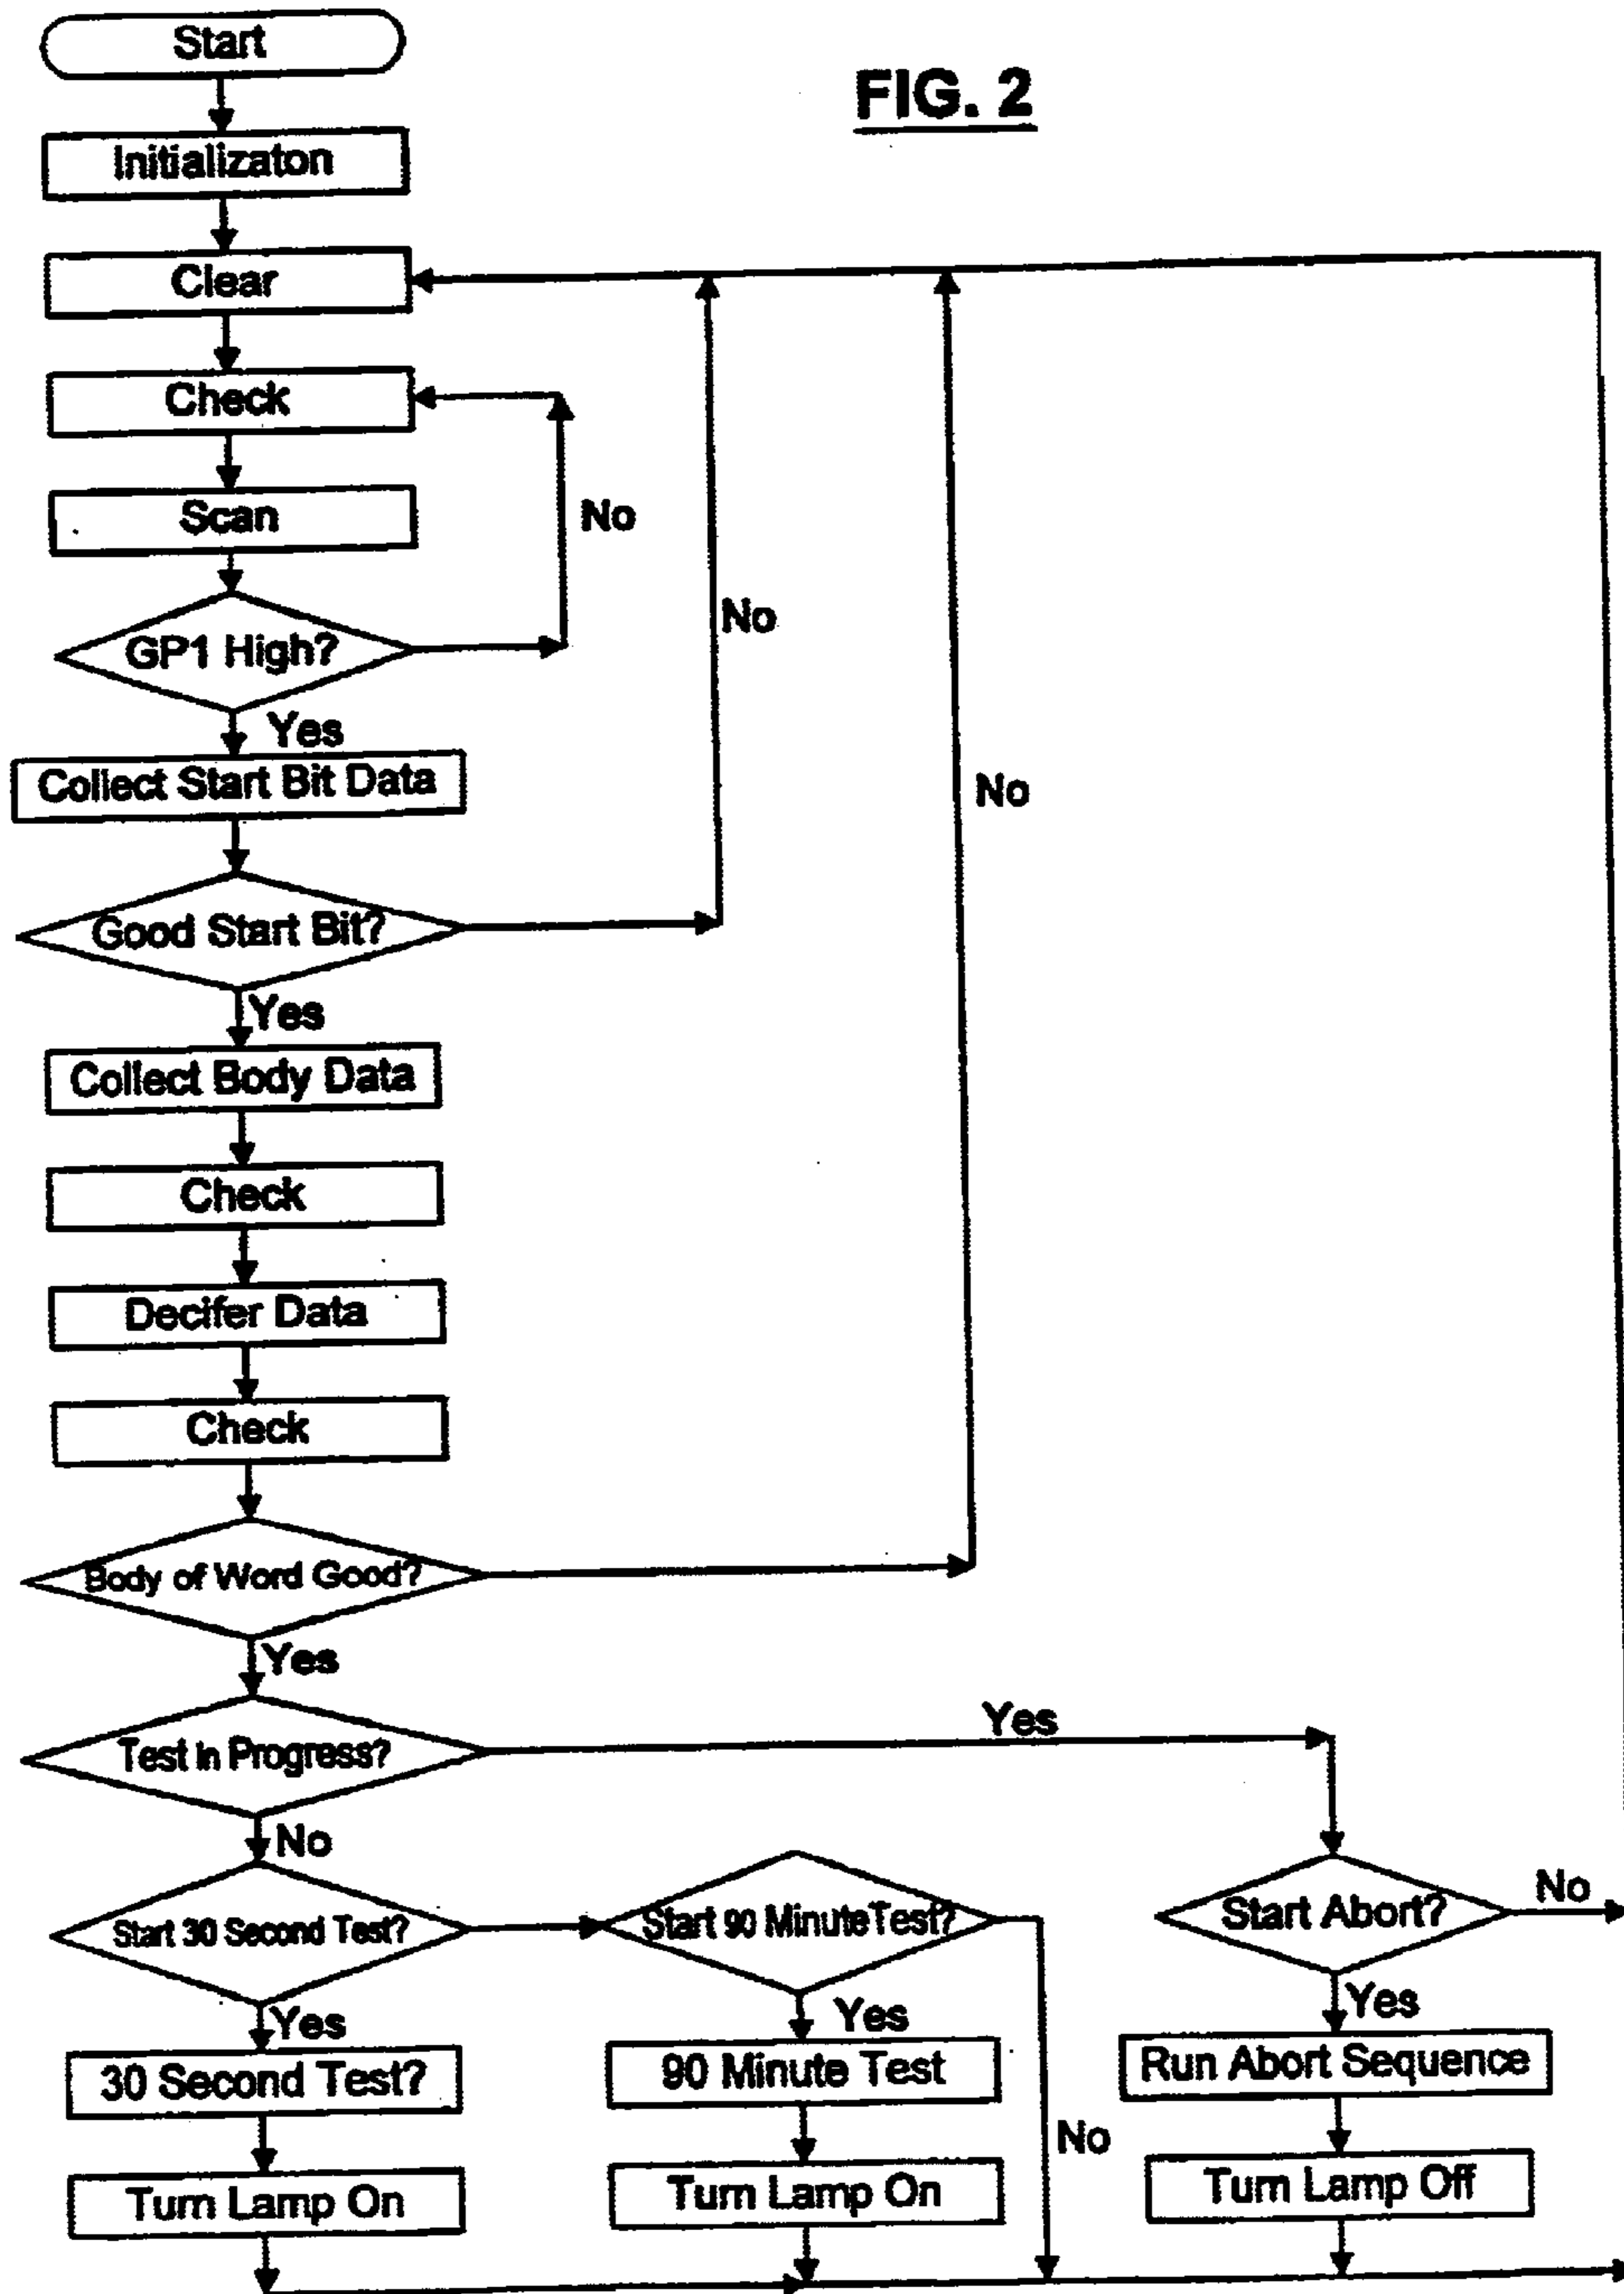 Start
FIG. 2
Initializaton
Clear
Check
Scan
No
GP1 High?
No
Yes
Collect Start Bit Data
No
Good Start Bit?
Yes
Collect Body Data
Check
Decifer Data
Check
Body of Word Good?
Yes
Test in Progress?
Yes
No
Start 30 Second Test?
Start 90 Minute Test?
Start Abort?
No
Yes
Yes
Yes
30 Second Test?
90 Minute Test
Run Abort Sequence
No
Turn Lamp On
Turn Lamp On
Turn Lamp Off